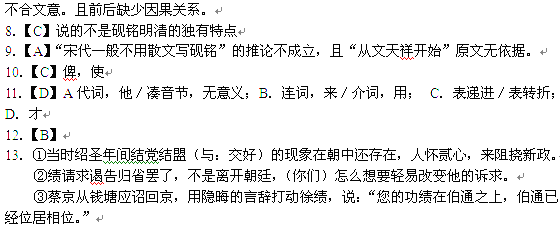 不合文意。且前后缺少因果关系。
8.【C】说的不是砚铭明清的独有特点
9.【A】“宋代一般不用散文写砚铭”的推论不成立，且“从文天祥开始”原文无依据。
10.【C】俾，使
11.【D】A 代词，他／凑音节，无意义；B. 连词，来／介词，用； C. 表递进／表转折；
D. 才
12.【B】
13. ①当时绍圣年间结党结盟（与：交好）的现象在朝中还存在，人怀贰心，来阻挠新政。
②绩请求谒告归省罢了，不是离开朝廷，（你们）怎么想要轻易改变他的诉求。
③蔡京从钱塘应诏回京，用隐晦的言辞打动徐绩，说：“您的功绩在伯通之上，伯通已
经位居相位。”